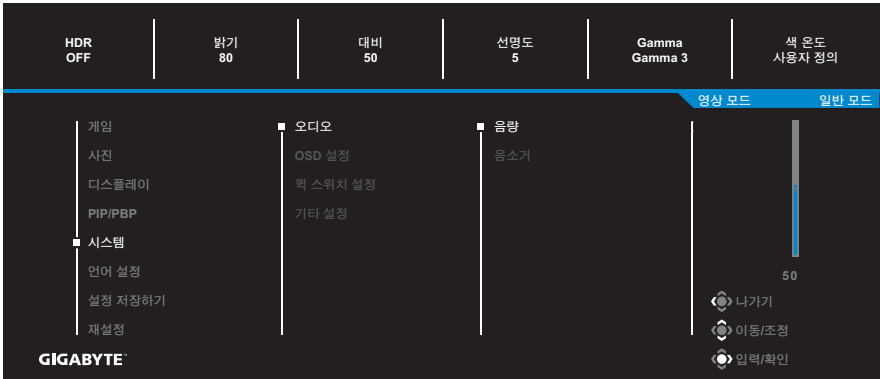 HDR 밝기 대비 선명도 Gamma 색 온도
OFF 80 50 5 Gamma 3 사용자 정의
영상 모드 일반 모드
게임
사진
디스플레이
PIP/PBP
시스템
언어 설정
설정 저장하기
재설정
오디오
OSD 설정
퀵 스위치 설정
기타 설정
음량
음소거
50
나가기
이동/조정
입력/확인
GIGABYTE™